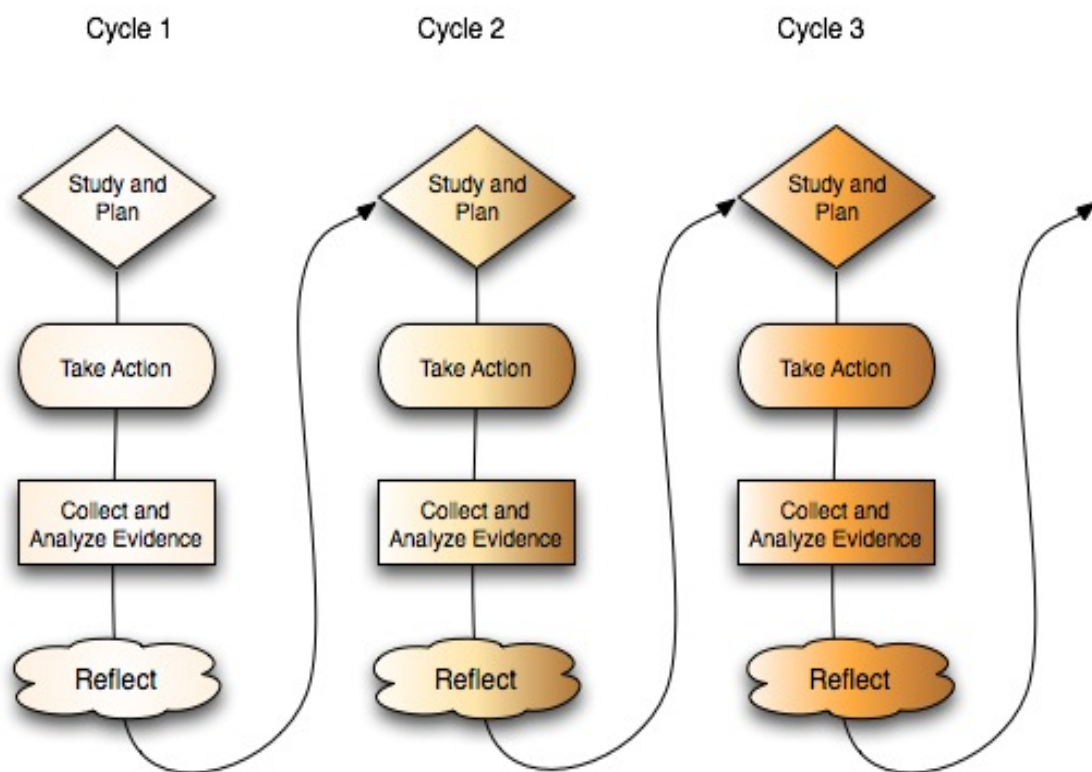 Cycle 1
Cycle 2
Cycle 3
Study and
Plan
Take Action
Collect and
Analyze Evidence
Reflect
Study and
Plan
Take Action
Collect and
Analyze Evidence
Reflect
Study and
Plan
Take Action
Collect and
Analyze Evidence
Reflect